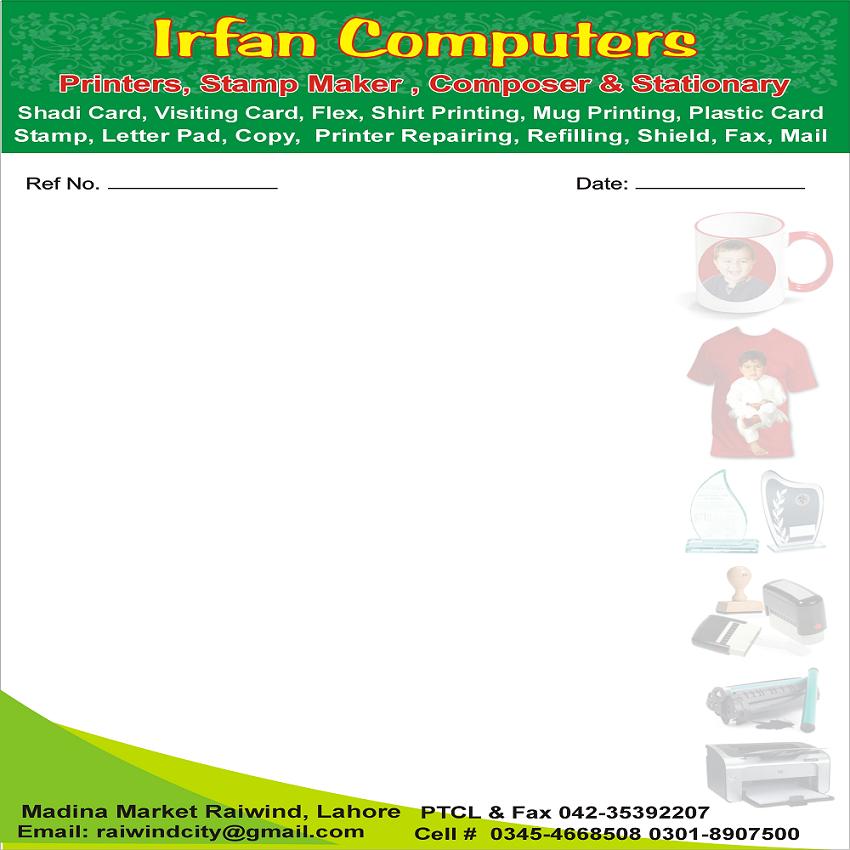 Irfan Computers
Printers, Stamp Maker , Composer & Stationary
Shadi Card, Visiting Card, Flex, Shirt Printing, Mug Printing, Plastic Card
Stamp, Letter Pad, Copy, Printer Repairing, Refilling, Shield, Fax, Mail
Ref No. Date:
Madina Market Raiwind, Lahore PTCL & Fax 042-35392207
Email: raiwindcity@gmail.com Cell # 0345-4668508 0301-8907500